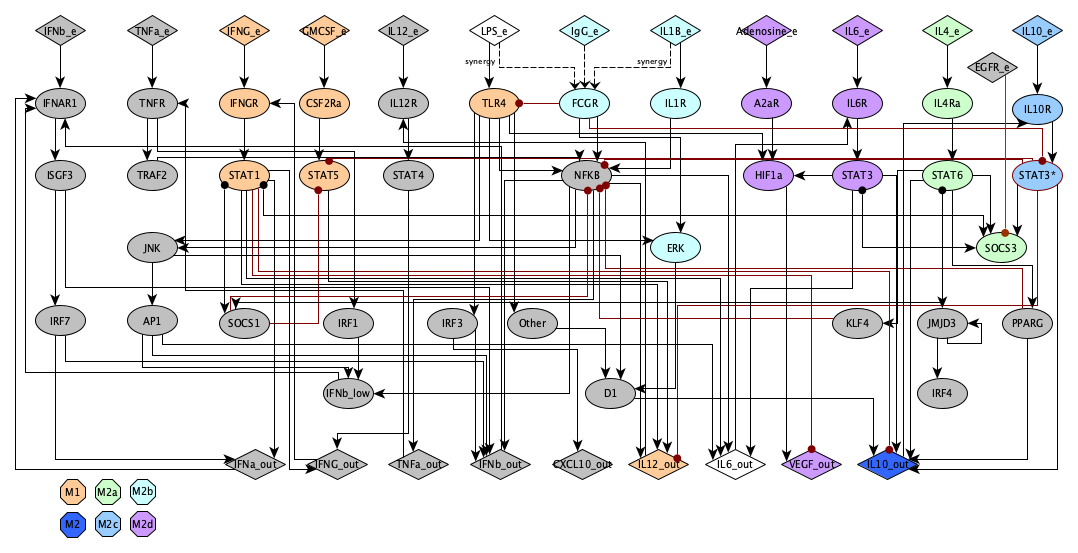 IFNb_e TNFa_e IFNG_e GMCSF_e IL12_e LPS_e IgG_e IL1B_e Adenosine_e IL6_e IL4_e IL10_e
synergy synergy
EGFR_e
IFNAR1 TNFR IFNGR CSF2Ra IL12R TLR4 FCGR IL1R A2aR IL6R IL4Ra IL10R
ISGF3 TRAF2 STAT1 STAT5 STAT4 NFKB HIF1a STAT3 STAT6 STAT3*
JNK ERK SOCS3
IRF7 AP1 SOCS1 IRF1 IRF3 Other KLF4 JMJD3 PPARG
IFNb_low D1 IRF4
IFNa_out IFNG_out TNFa_out IFNb_out CXCL10_out IL12_out IL6_out VEGF_out IL10_out
M1 M2a M2b
M2 M2c M2d